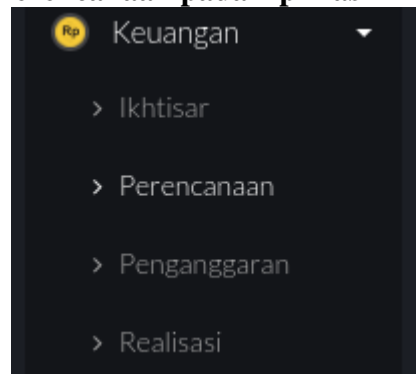 Rp Keuangan
> Ikhtisar
> Perencanaan
> Penganggaran
> Realisasi